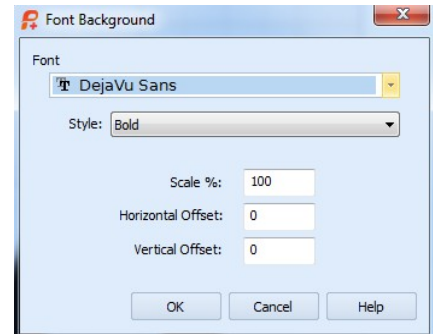 Font Background
Font
DejaVu Sans
Style: Bold
Scale %: 100
Horizontal Offset: 0
Vertical Offset: 0
OK Cancel Help